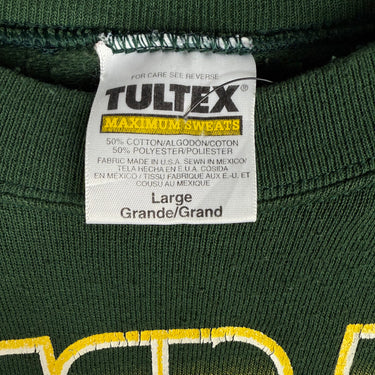 FOR CARE SEE REVERSE
TULTEX®
MAXIMUM SWEATS
50% COTTON/ALGODON/COTON
50% POLYESTER/POLIESTER
FABRIC MADE IN U.S.A. SEWN IN MEXICO/
TELA HECHA EN E.U.A. COSIDA
EN MEXICO / TISSU FABRIQUE AUX E.-U. ET
COUSU AU MEXIQUE
Large
Grande/Grand